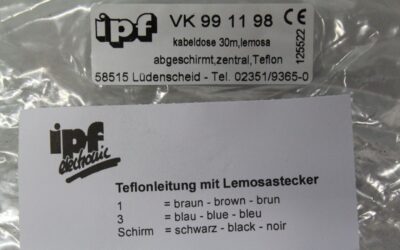 ipf VK 99 11 98 CE
kabeldose 30m,lemosa
abgeschirmt,zentral,Teflon
58515 Lüdenscheid - Tel. 02351/9365-0
125522
ipf
electronic
Teflonleitung mit Lemosastecker
1 = braun - brown - brun
3 = blau - blue - bleu
Schirm = schwarz - black - noir